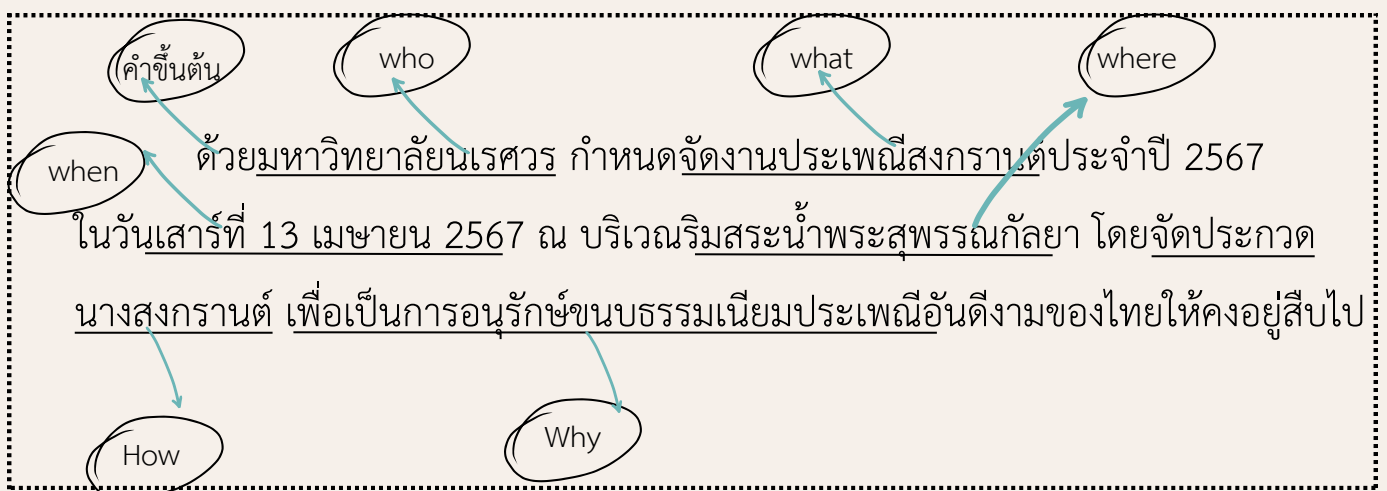 คำขึ้นต้น who what where
when
ด้วยมหาวิทยาลัยนเรศวร กำหนดจัดงานประเพณีสงกรานต์ประจำปี 2567
ในวันเสาร์ที่ 13 เมษายน 2567 ณ บริเวณริมสระน้ำพระสุพรรณกัลยา โดยจัดประกวด
นางสงกรานต์ เพื่อเป็นการอนุรักษ์ขนบธรรมเนียมประเพณีอันดีงามของไทยให้คงอยู่สืบไป
How Why